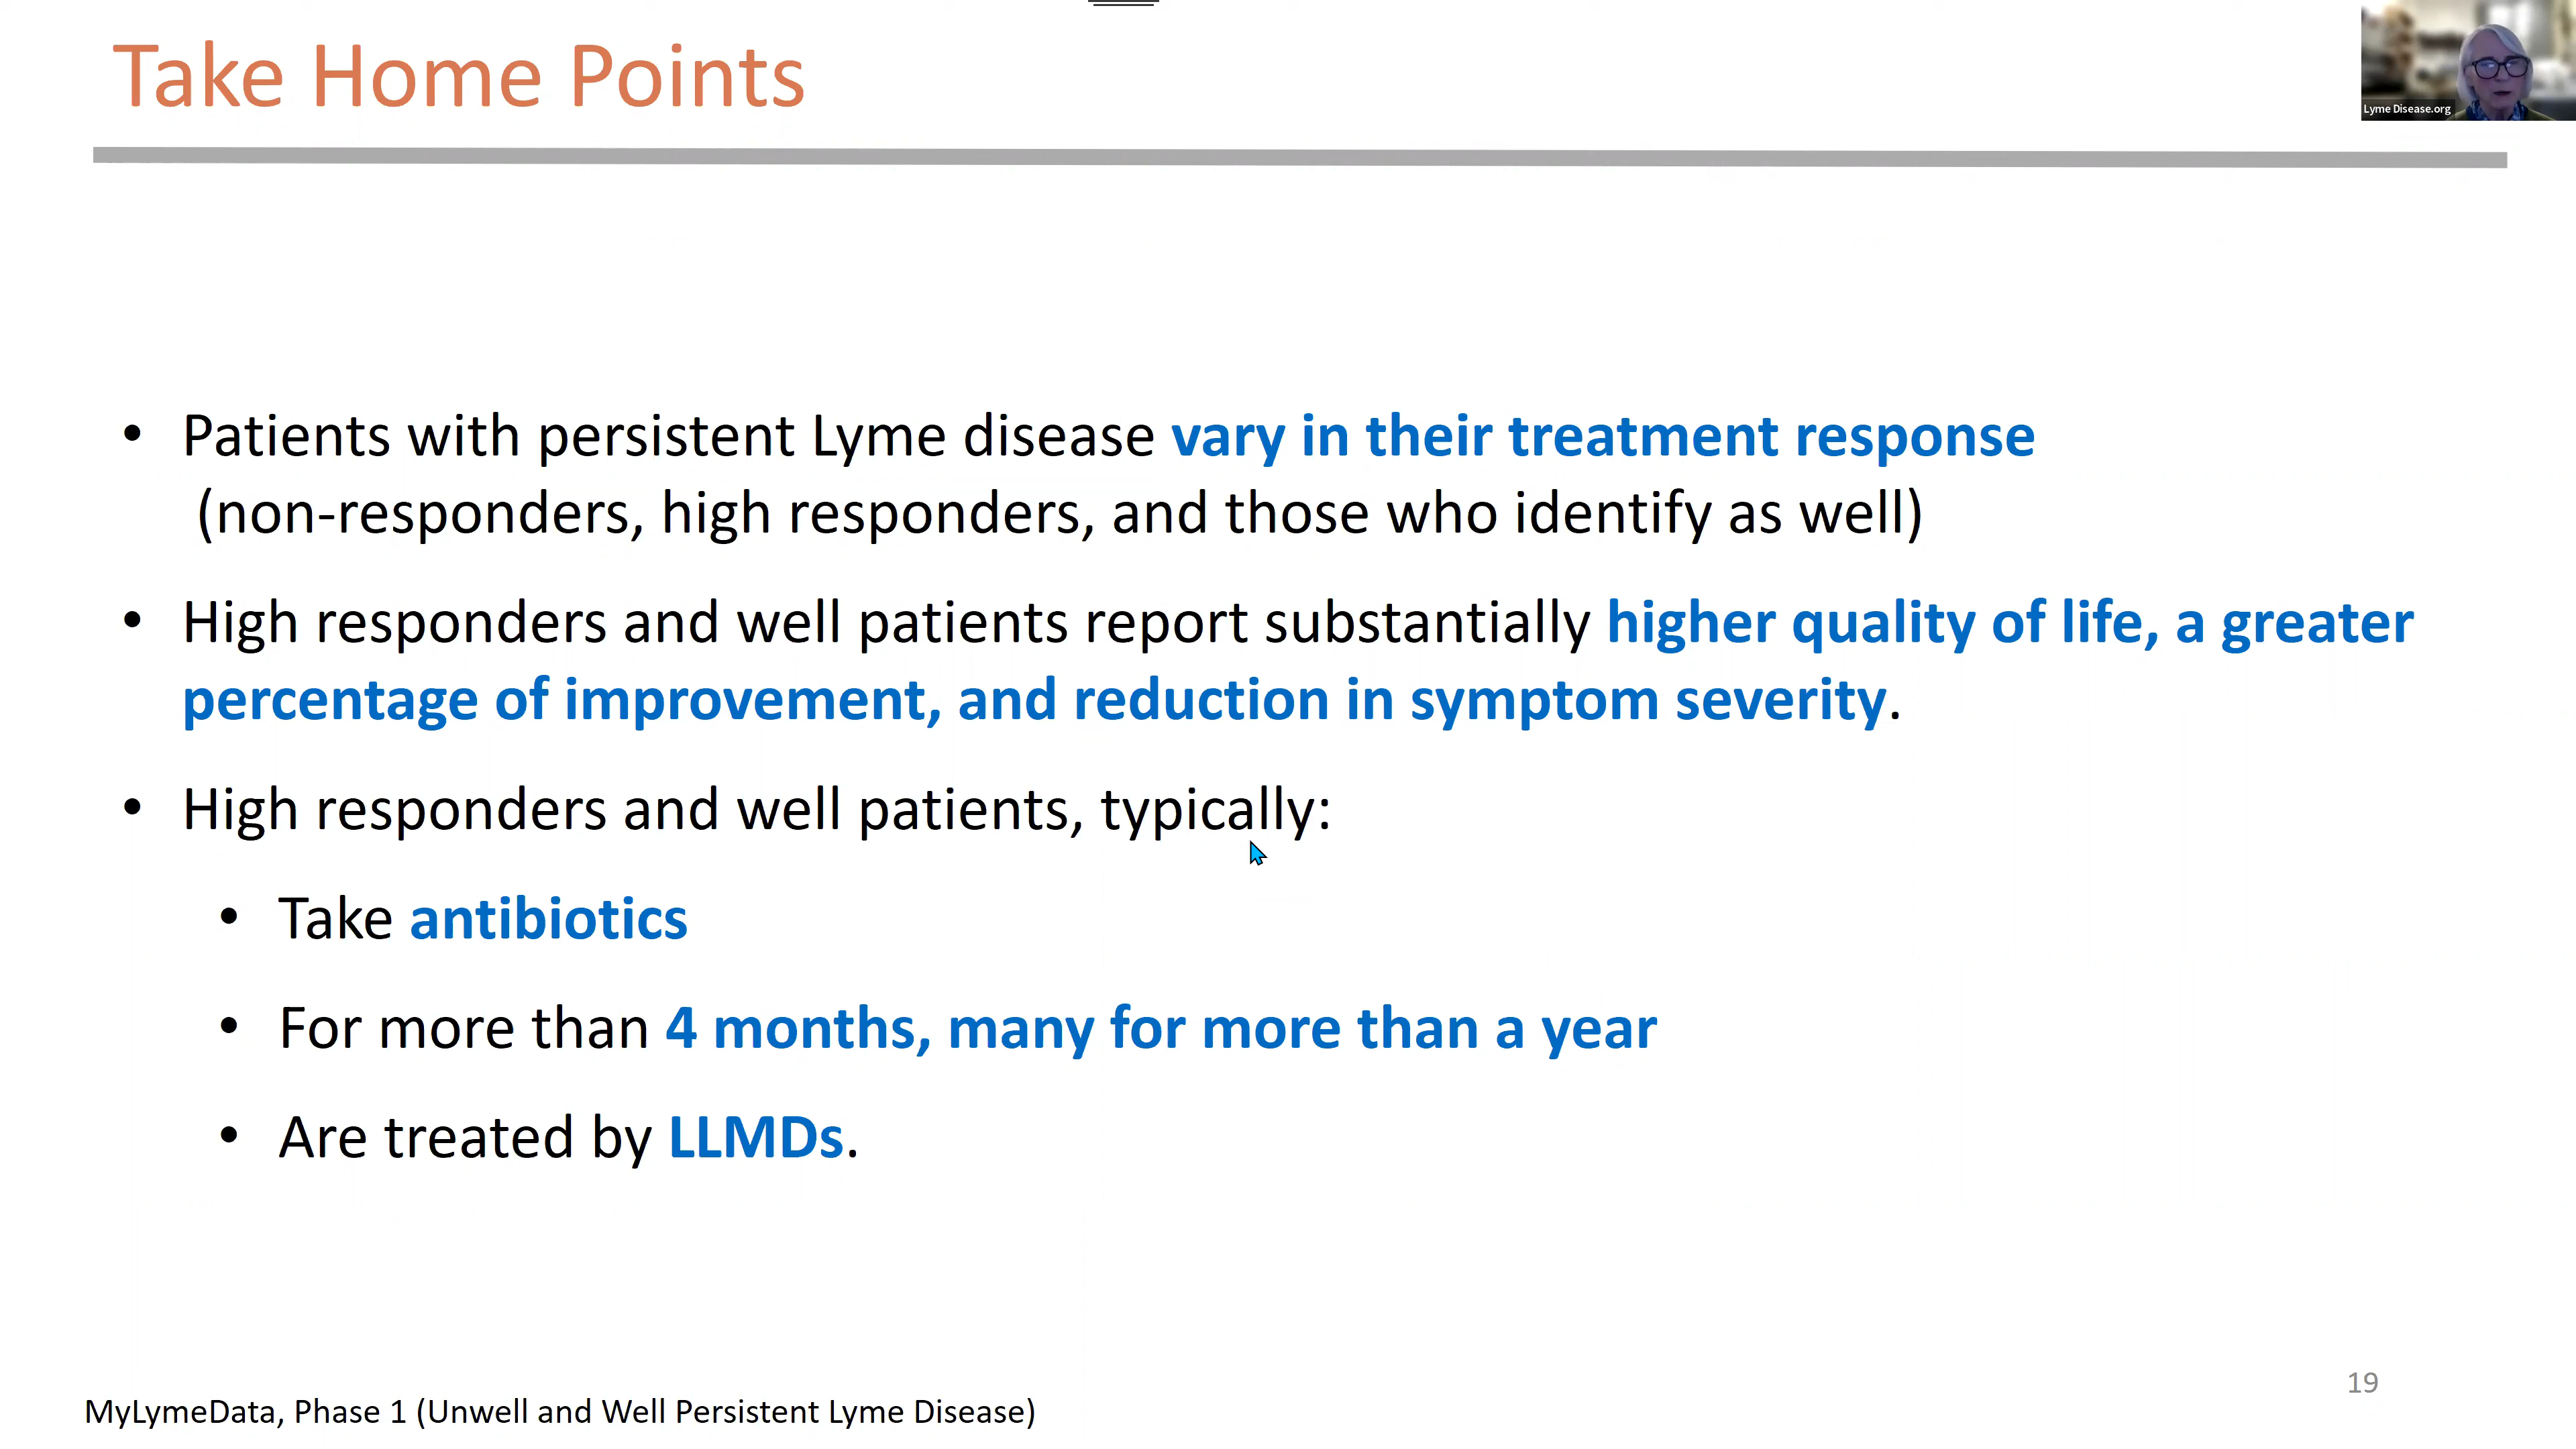 Take Home Points
Lyme Disease.org
• Patients with persistent Lyme disease vary in their treatment response
(non-responders, high responders, and those who identify as well)
• High responders and well patients report substantially higher quality of life, a greater
percentage of improvement, and reduction in symptom severity.
• High responders and well patients, typically:
• Take antibiotics
• For more than 4 months, many for more than a year
• Are treated by LLMDs.
19
MyLymeData, Phase 1 (Unwell and Well Persistent Lyme Disease)